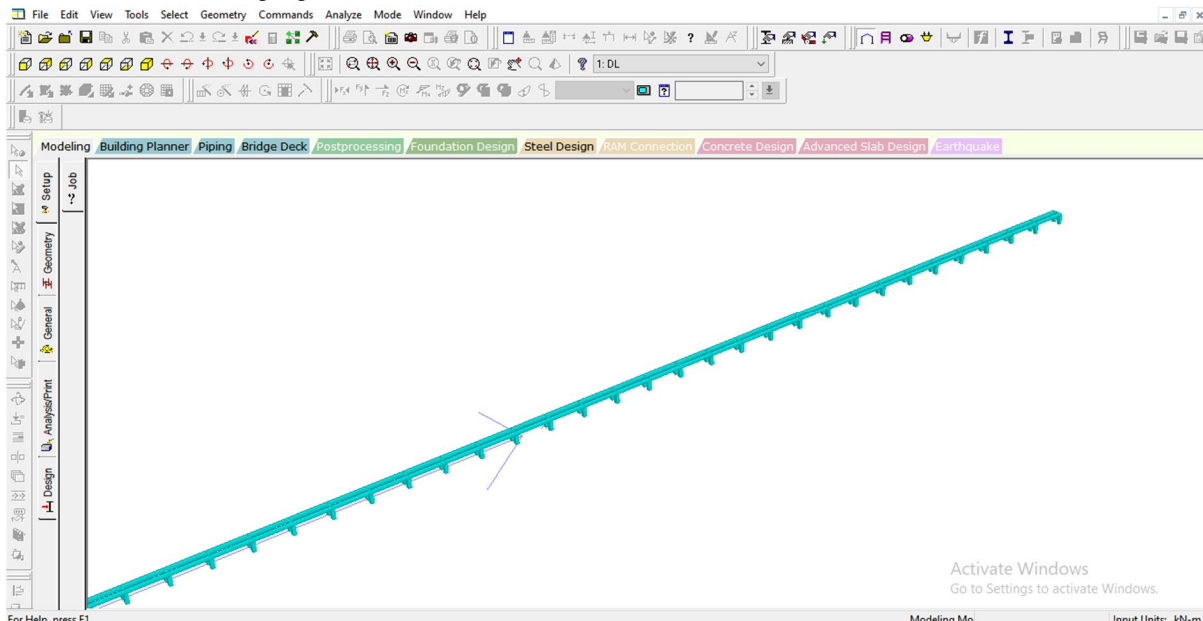 File Edit View Tools Select Geometry Commands Analyze Mode Window Help
1: DL
Modeling Building Planner Piping Bridge Deck Postprocessing Foundation Design Steel Design RAM Connection Concrete Design Advanced Slab Design Earthquake
Setup
Geometry
General
Analysis/Print
Design
Job
Activate Windows
Go to Settings to activate Windows.
For Help, press F1
Modeling Mo
Input Units: kN-m